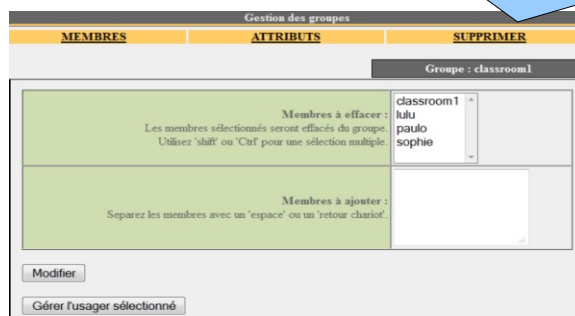 Gestion des groupes
MEMBRES ATTRIBUTS SUPPRIMER
Groupe : classroom1
Membres à effacer :
Les membres sélectionnés seront effacés du groupe.
Utilisez 'shift' ou 'Ctrl' pour une sélection multiple.
classroom1
lulu
paulo
sophie
Membres à ajouter :
Separez les membres avec un 'espace' ou un 'retour chariot'.
Modifier
Gérer l'usager sélectionné